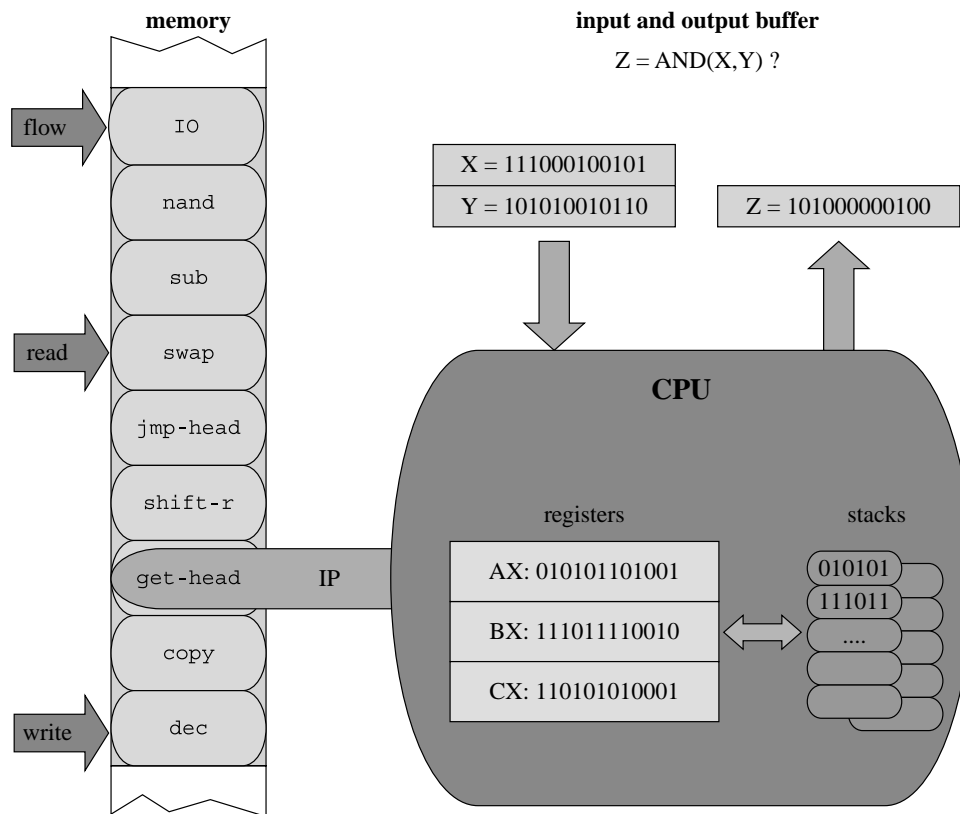 memory
input and output buffer
Z = AND(X,Y) ?
flow
IO
nand
sub
read
swap
jmp-head
shift-r
get-head
IP
copy
write
dec
X = 111000100101
Y = 101010010110
Z = 101000000100
CPU
registers
stacks
AX: 010101101001
BX: 111011110010
CX: 110101010001
010101
111011
....